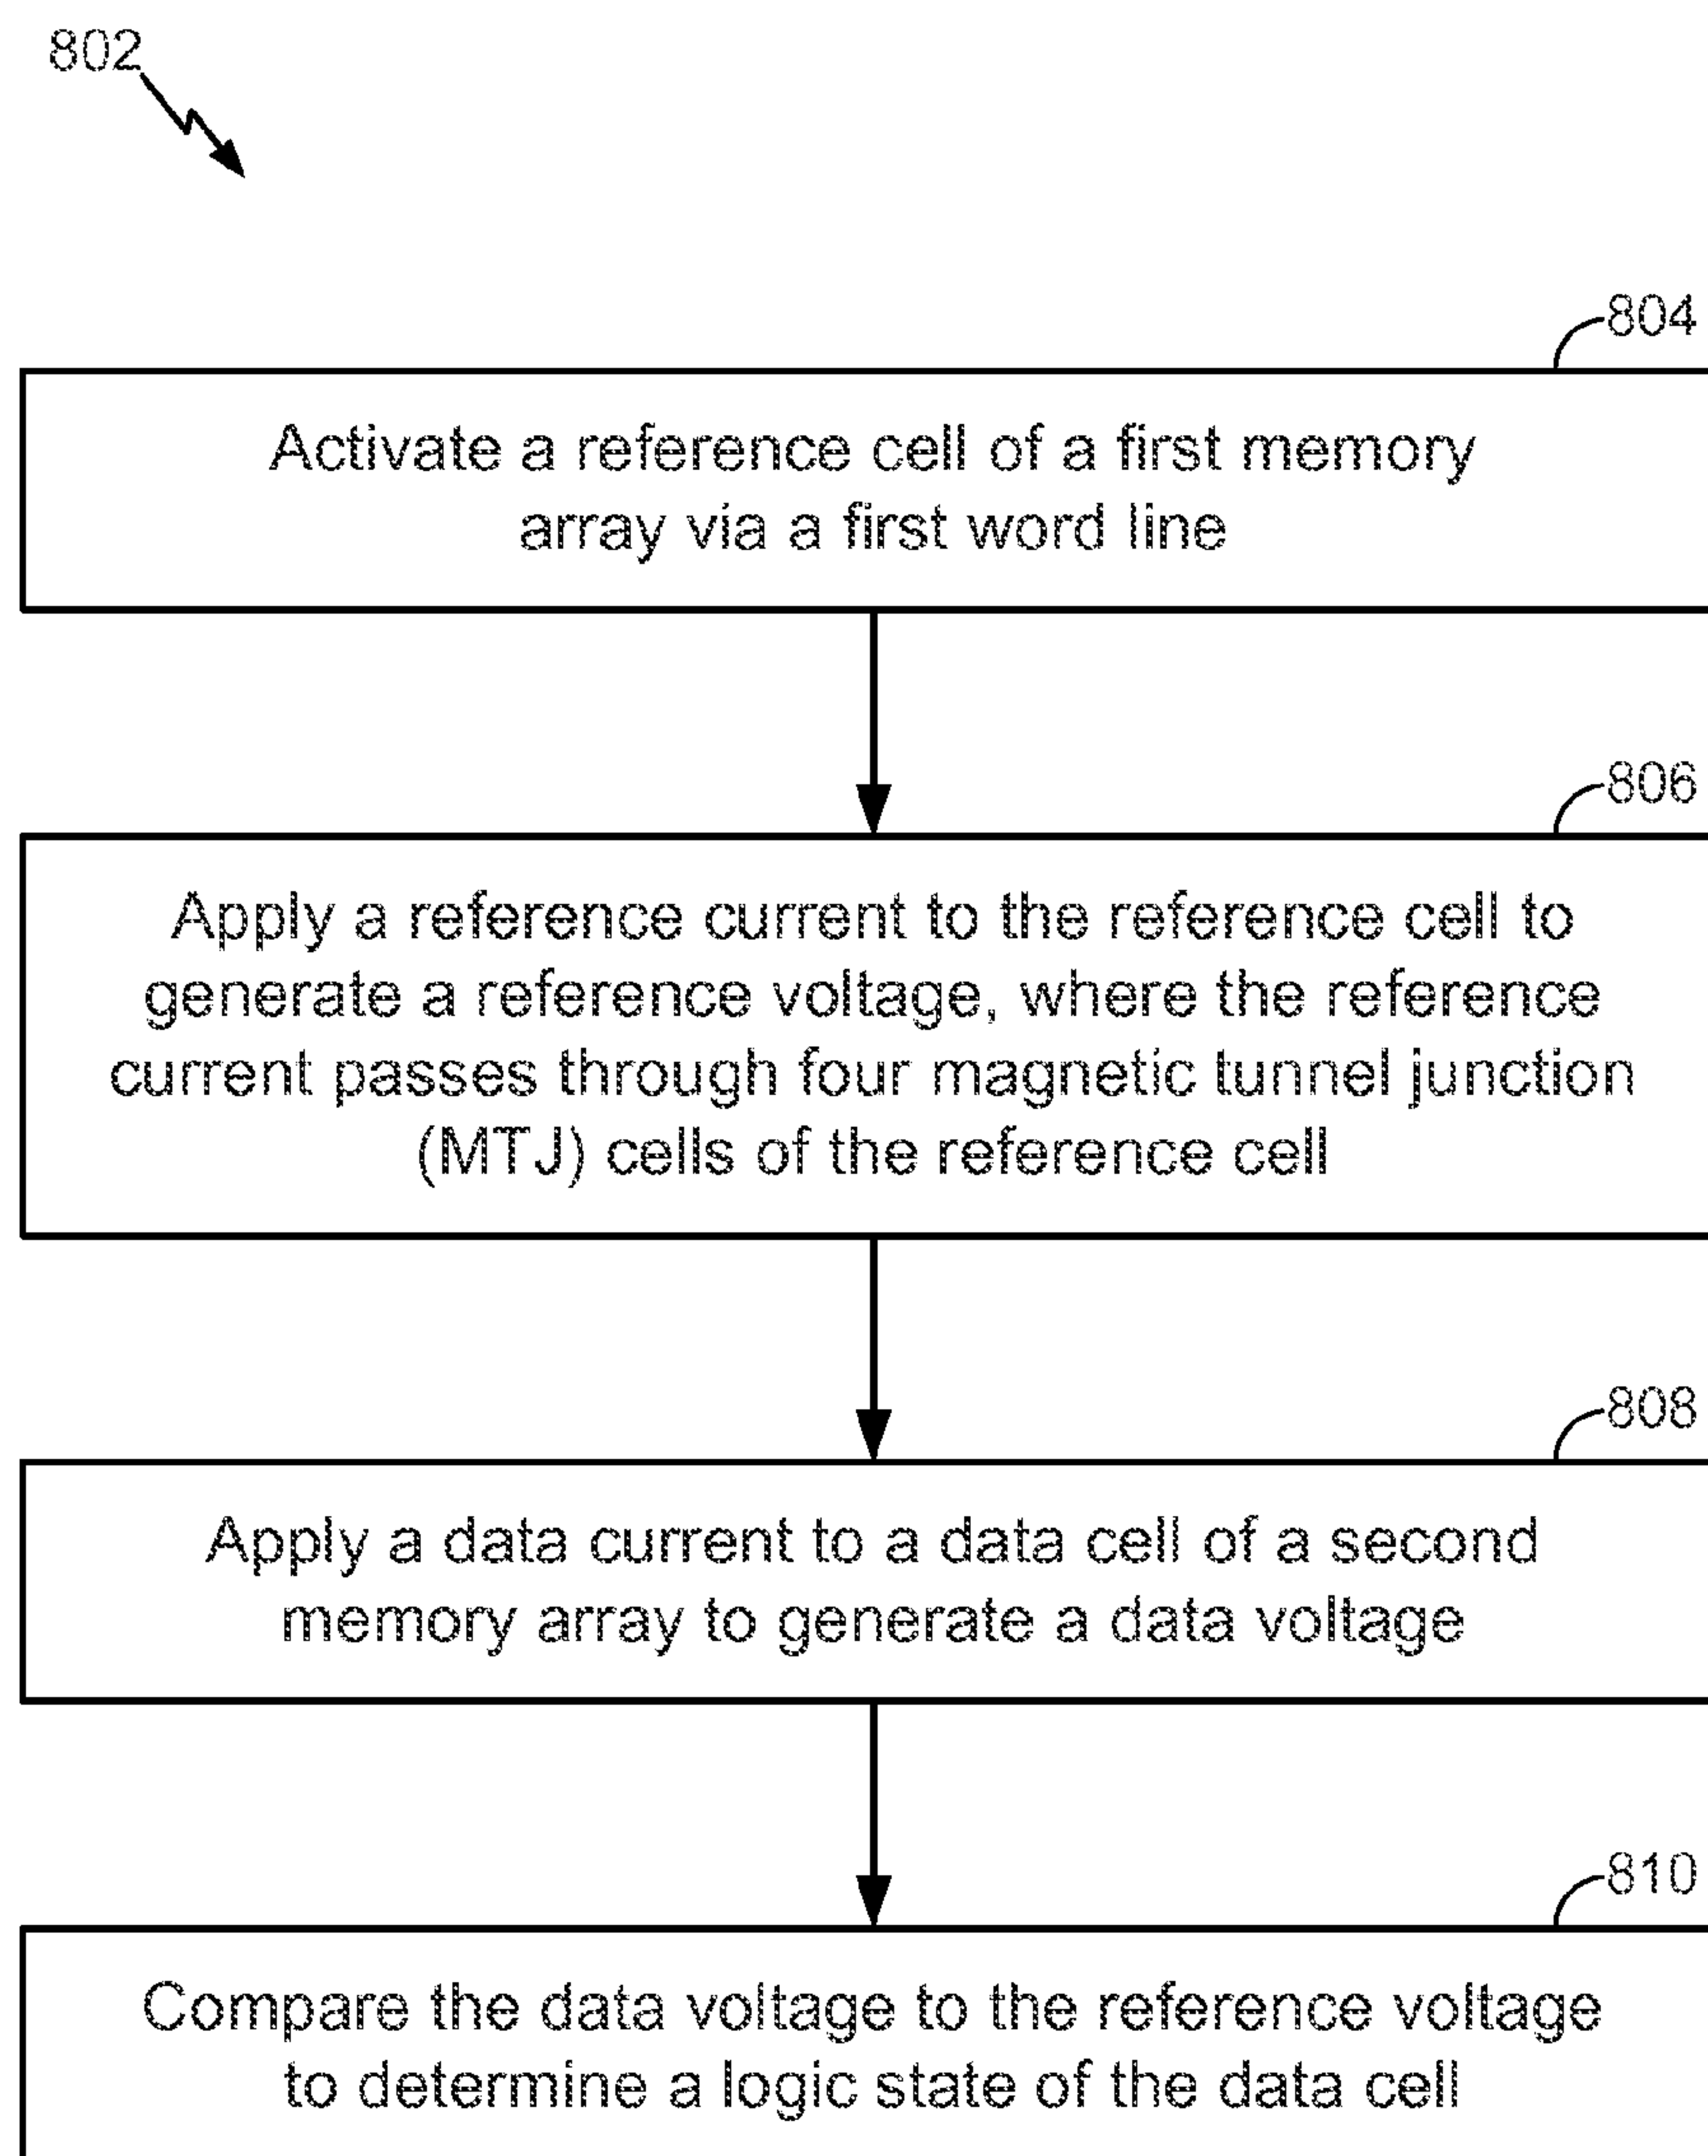 802
804
Activate a reference cell of a first memory
array via a first word line
806
Apply a reference current to the reference cell to
generate a reference voltage, where the reference
current passes through four magnetic tunnel junction
(MTJ) cells of the reference cell
808
Apply a data current to a data cell of a second
memory array to generate a data voltage
810
Compare the data voltage to the reference voltage
to determine a logic state of the data cell